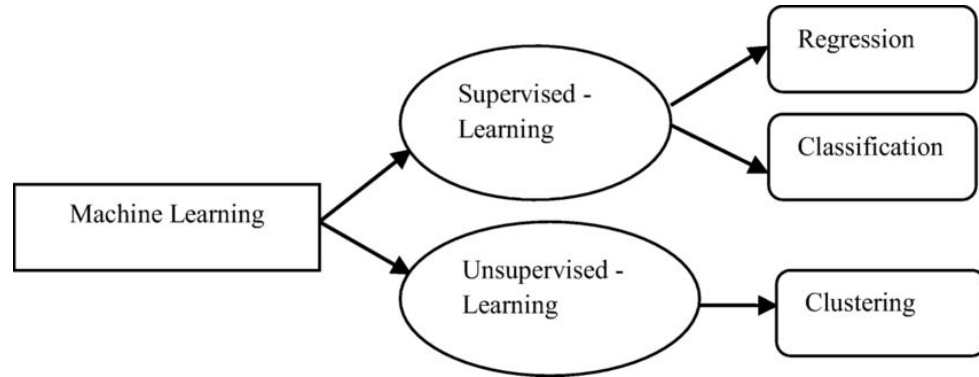 Machine Learning
Supervised -
Learning
Regression
Classification
Unsupervised -
Learning
Clustering